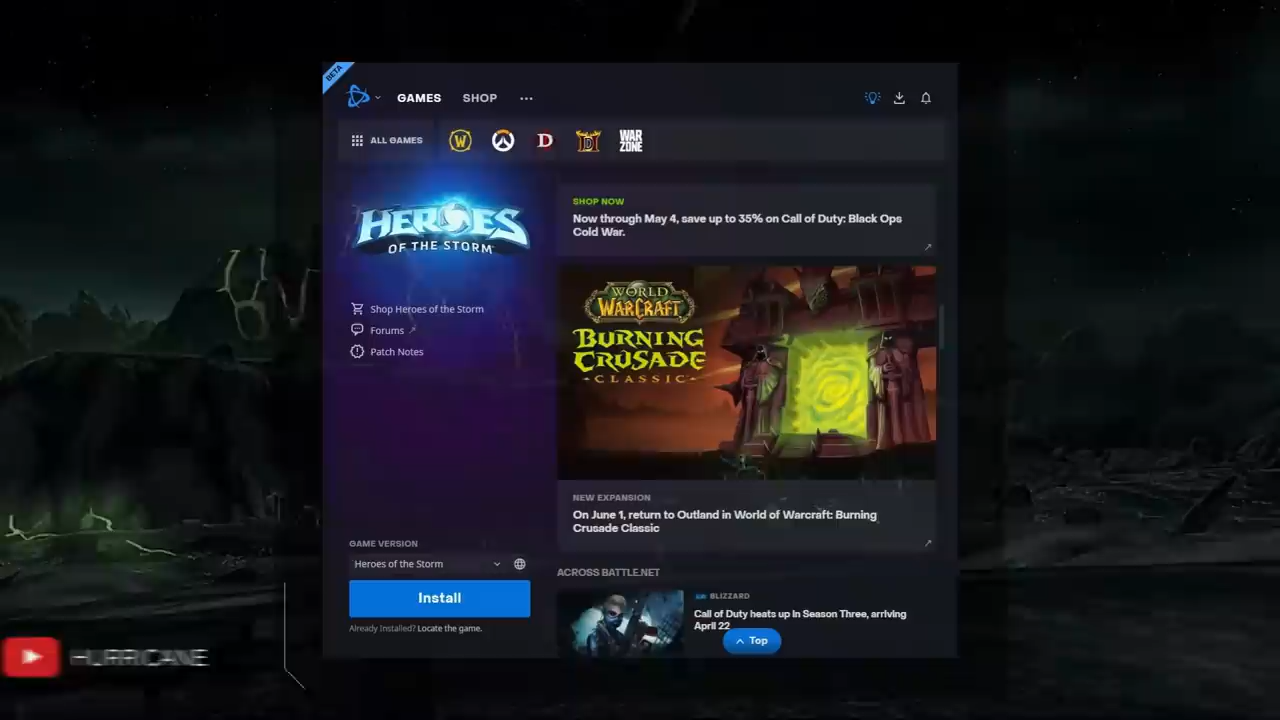 BETA
GAMES
SHOP
ALL GAMES
W
D
D
WAR
ZONE
HEROES
OF THE STORM
SHOP NOW
Now through May 4, save up to 35% on Call of Duty: Black Ops
Cold War.
Shop Heroes of the Storm
Forums
Patch Notes
WORLD
WARCRAFT
BURNING
CRUSADE
CLASSIC
NEW EXPANSION
On June 1, return to Outland in World of Warcraft: Burning
Crusade Classic
GAME VERSION
Heroes of the Storm
Install
Already Installed? Locate the game.
ACROSS BATTLE.NET
BLIZZARD
Call of Duty heats up in Season Three, arriving
April 22
Top
HURRICANE